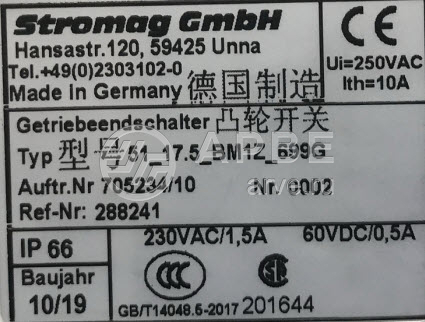 Stromag GmbH
Hansastr.120, 59425 Unna
Tel.+49(0)2303102-0
Made in Germany 德国制造
CE
Ui=250VAC
Ith=10A
Getriebeendschalter 凸轮开关
Typ 型号 51_17.5_BM1Z_699G
Auftr.Nr 705234/10 Nr. 0002
Ref-Nr: 288241
IP 66
Baujahr
10/19
230VAC/1,5A 60VDC/0,5A
CCC
GB/T14048.5-2017 201644